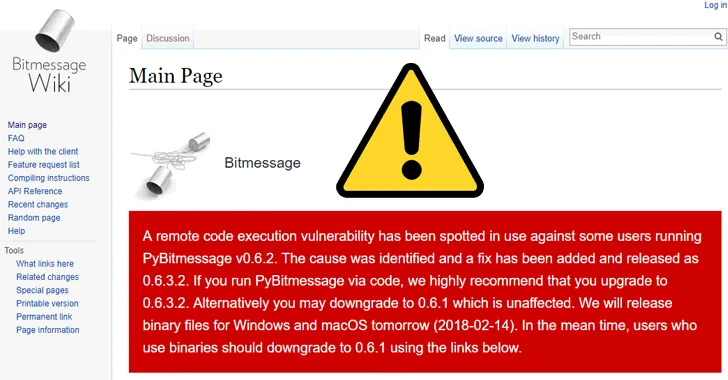 Log in
Bitmessage
Wiki
Page Discussion Read View source View history Search
Main Page
Main page
FAQ
Help with the client
Feature request list
Compiling instructions
API Reference
Recent changes
Random page
Help
Tools
What links here
Related changes
Special pages
Printable version
Permanent link
Page information
Bitmessage
!
A remote code execution vulnerability has been spotted in use against some users running
PyBitmessage v0.6.2. The cause was identified and a fix has been added and released as
0.6.3.2. If you run PyBitmessage via code, we highly recommend that you upgrade to
0.6.3.2. Alternatively you may downgrade to 0.6.1 which is unaffected. We will release
binary files for Windows and macOS tomorrow (2018-02-14). In the mean time, users who
use binaries should downgrade to 0.6.1 using the links below.